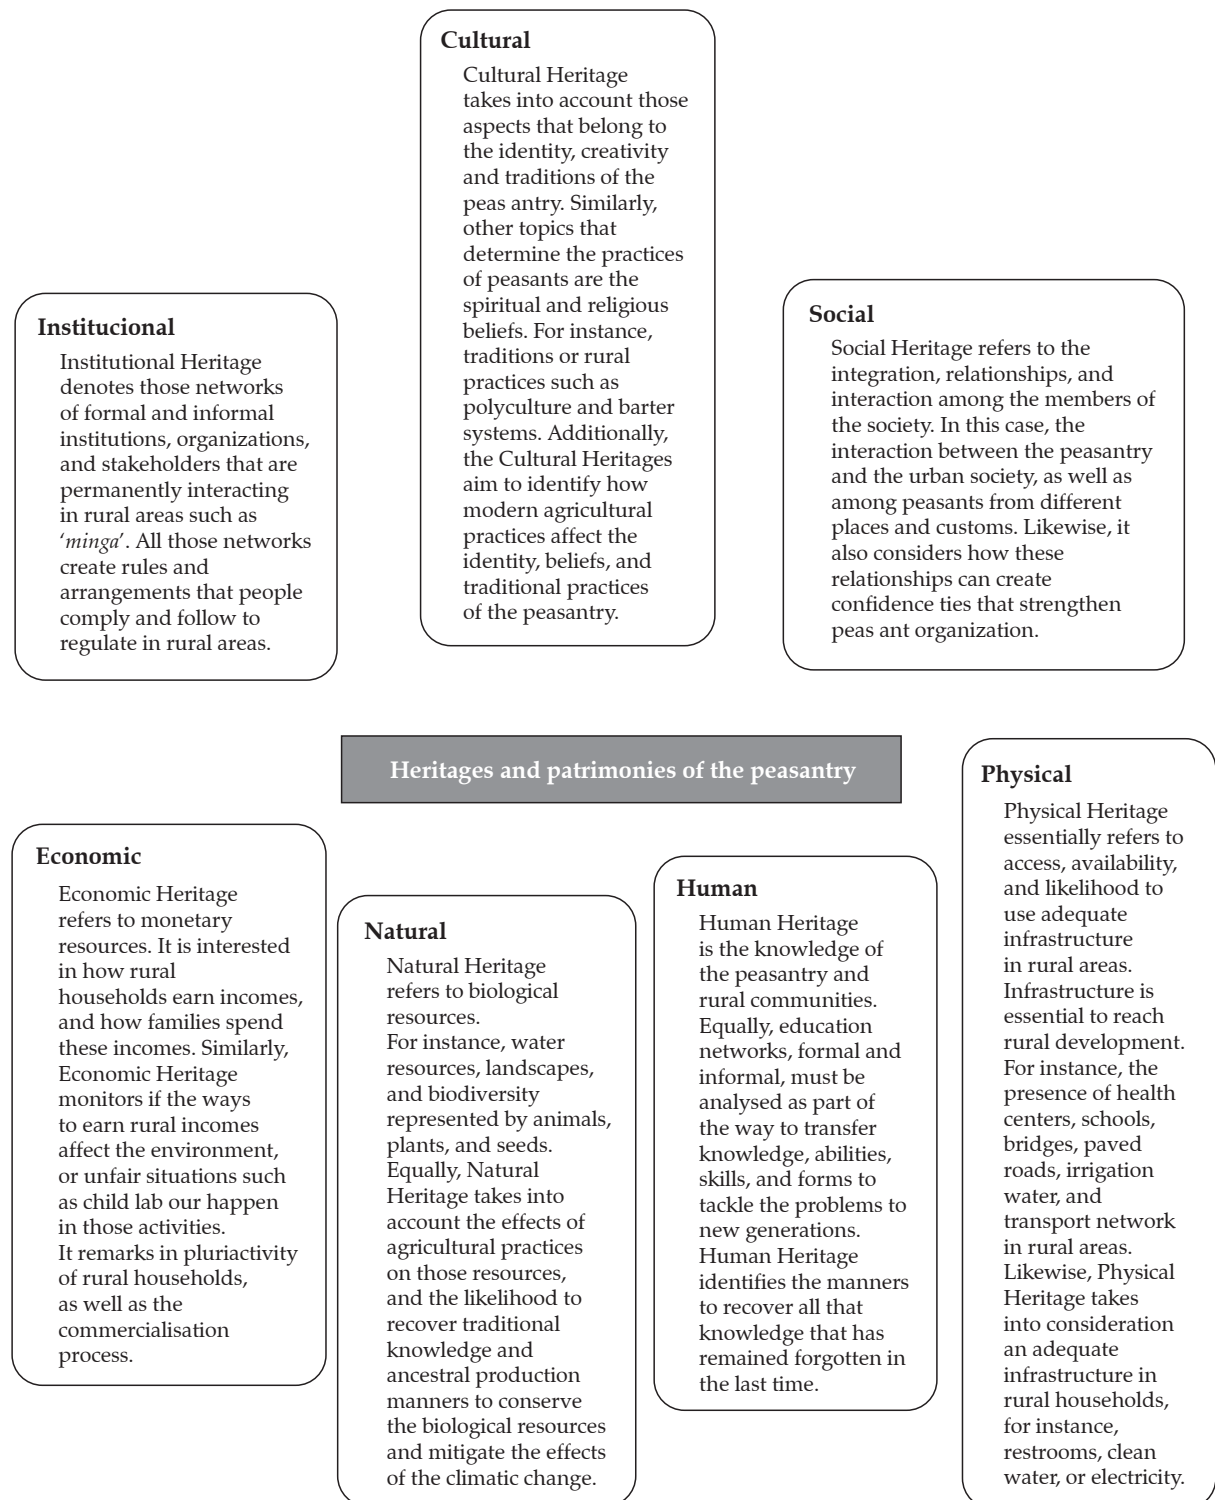 Cultural
Cultural Heritage
takes into account those
aspects that belong to
the identity, creativity
and traditions of the
peas antry. Similarly,
other topics that
determine the practices
of peasants are the
spiritual and religious
beliefs. For instance,
traditions or rural
practices such as
polyculture and barter
systems. Additionally,
the Cultural Heritages
aim to identify how
modern agricultural
practices affect the
identity, beliefs, and
traditional practices
of the peasantry.
Institucional
Institutional Heritage
denotes those networks
of formal and informal
institutions, organizations,
and stakeholders that are
permanently interacting
in rural areas such as
‘minga’. All those networks
create rules and
arrangements that people
comply and follow to
regulate in rural areas.
Social
Social Heritage refers to the
integration, relationships, and
interaction among the members of
the society. In this case, the
interaction between the peasantry
and the urban society, as well as
among peasants from different
places and customs. Likewise, it
also considers how these
relationships can create
confidence ties that strengthen
peas ant organization.
Heritages and patrimonies of the peasantry
Economic
Economic Heritage
refers to monetary
resources. It is interested
in how rural
households earn incomes,
and how families spend
these incomes. Similarly,
Economic Heritage
monitors if the ways
to earn rural incomes
affect the environment,
or unfair situations such
as child lab our happen
in those activities.
It remarks in pluriactivity
of rural households,
as well as the
commercialisation
process.
Natural
Natural Heritage
refers to biological
resources.
For instance, water
resources, landscapes,
and biodiversity
represented by animals,
plants, and seeds.
Equally, Natural
Heritage takes into
account the effects of
agricultural practices
on those resources,
and the likelihood to
recover traditional
knowledge and
ancestral production
manners to conserve
the biological resources
and mitigate the effects
of the climatic change.
Human
Human Heritage
is the knowledge of
the peasantry and
rural communities.
Equally, education
networks, formal and
informal, must be
analysed as part of
the way to transfer
knowledge, abilities,
skills, and forms to
tackle the problems to
new generations.
Human Heritage
identifies the manners
to recover all that
knowledge that has
remained forgotten in
the last time.
Physical
Physical Heritage
essentially refers to
access, availability,
and likelihood to
use adequate
infrastructure
in rural areas.
Infrastructure is
essential to reach
rural development.
For instance, the
presence of health
centers, schools,
bridges, paved
roads, irrigation
water, and
transport network
in rural areas.
Likewise, Physical
Heritage takes
into consideration
an adequate
infrastructure in
rural households,
for instance,
restrooms, clean
water, or electricity.